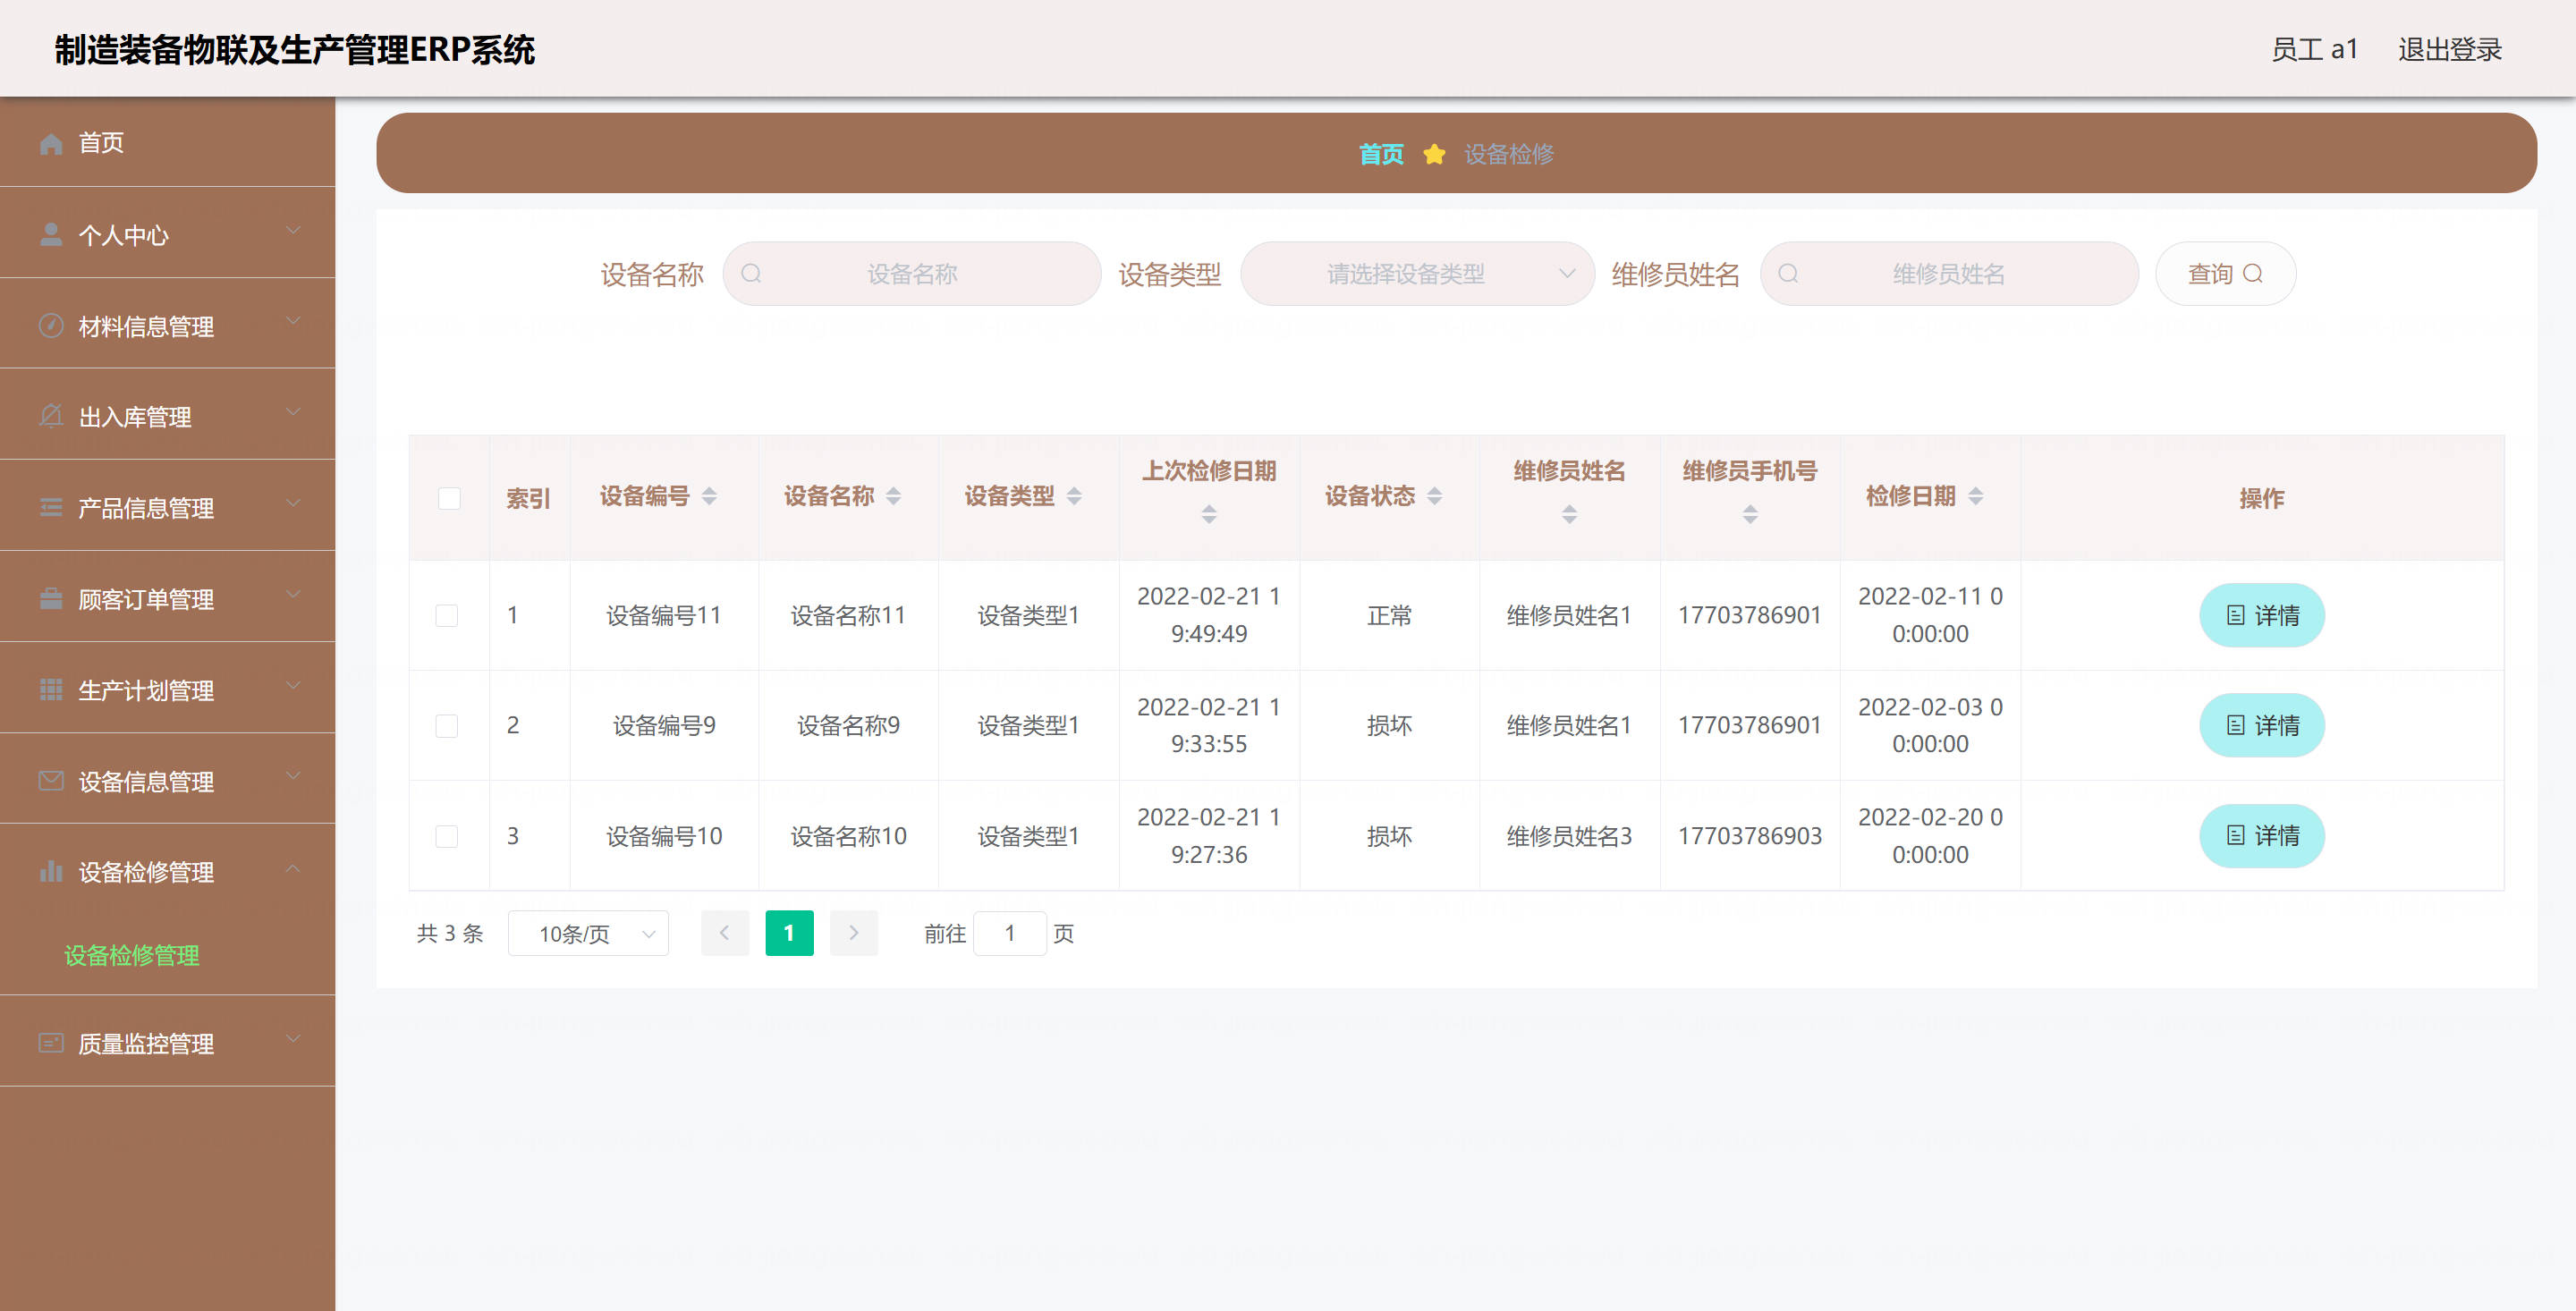 制造装备物联及生产管理ERP系统
员工 a1 退出登录
首页
个人中心
材料信息管理
出入库管理
产品信息管理
顾客订单管理
生产计划管理
设备信息管理
设备检修管理
设备检修管理
质量监控管理
首页 设备检修
设备名称 设备名称 设备类型 请选择设备类型 维修员姓名 维修员姓名 查询
索引 设备编号 设备名称 设备类型 上次检修日期 设备状态 维修员姓名 维修员手机号 检修日期 操作
1 设备编号11 设备名称11 设备类型1 2022-02-21 1 正常 维修员姓名1 17703786901 2022-02-11 0 详情
9:49:49 0:00:00
2 设备编号9 设备名称9 设备类型1 2022-02-21 1 损坏 维修员姓名1 17703786901 2022-02-03 0 详情
9:33:55 0:00:00
3 设备编号10 设备名称10 设备类型1 2022-02-21 1 损坏 维修员姓名3 17703786903 2022-02-20 0 详情
9:27:36 0:00:00
共 3 条 10条/页 1 前往 1 页